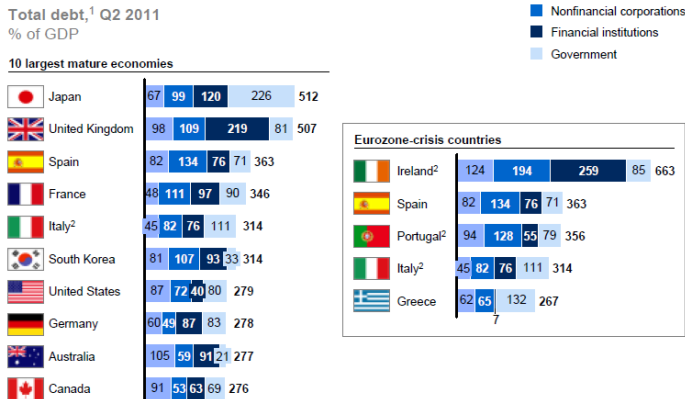 Total debt,¹ Q2 2011
% of GDP
Nonfinancial corporations
Financial institutions
Government
10 largest mature economies
Japan 67 99 120 226 512
United Kingdom 98 109 219 81 507
Spain 82 134 76 71 363
France 48 111 97 90 346
Italy² 45 82 76 111 314
South Korea 81 107 93 33 314
United States 87 72 40 80 279
Germany 60 49 87 83 278
Australia 105 59 91 21 277
Canada 91 53 63 69 276
Eurozone-crisis countries
Ireland² 124 194 259 85 663
Spain 82 134 76 71 363
Portugal² 94 128 55 79 356
Italy² 45 82 76 111 314
Greece 62 65 132 267
7